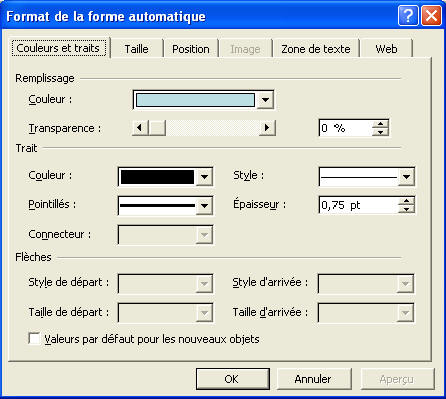 Format de la forme automatique
Couleurs et traits Taille Position Image Zone de texte Web
Remplissage
Couleur :
Transparence : 0 %
Trait
Couleur : Style :
Pointillés : Épaisseur : 0,75 pt
Connecteur :
Flèches
Style de départ : Style d'arrivée :
Taille de départ : Taille d'arrivée :
Valeurs par défaut pour les nouveaux objets
OK Annuler Aperçu